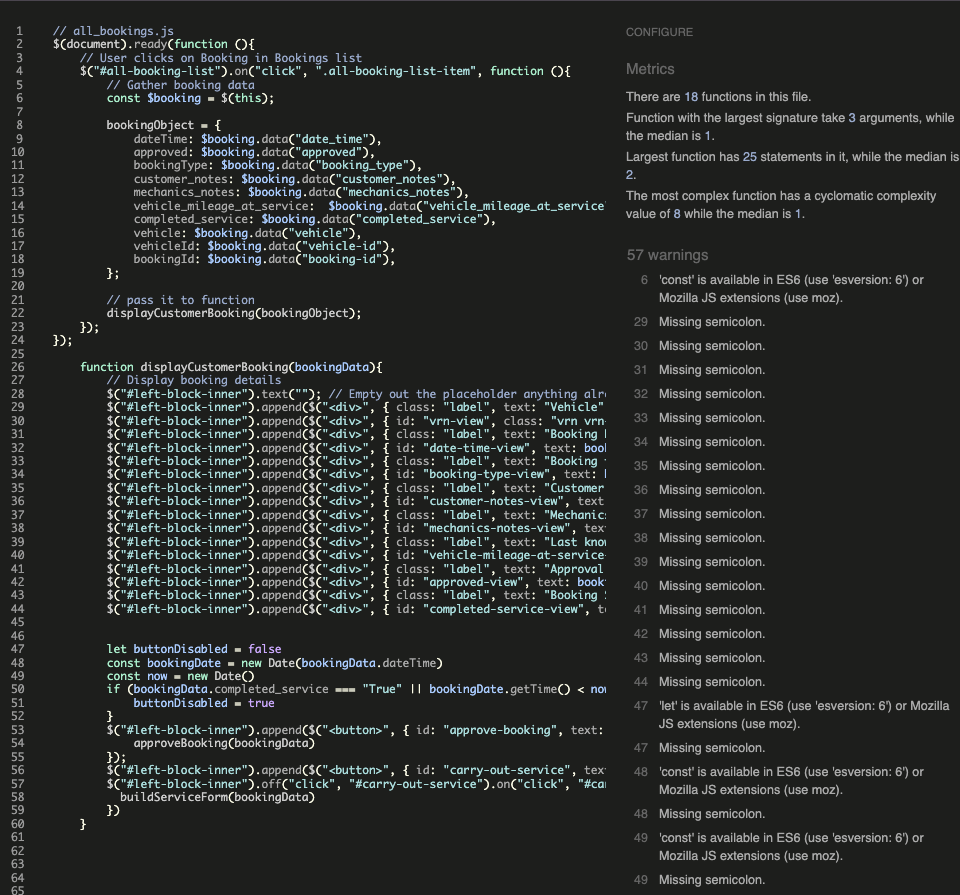 1 // all_bookings.js
2 $(document).ready(function (){
3 // User clicks on Booking in Bookings list
4 $("#all-booking-list").on("click", ".all-booking-list-item", function (){
5 // Gather booking data
6 const $booking = $(this);
7
8 bookingObject = {
9 dateTime: $booking.data("date_time"),
10 approved: $booking.data("approved"),
11 bookingType: $booking.data("booking_type"),
12 customer_notes: $booking.data("customer_notes"),
13 mechanics_notes: $booking.data("mechanics_notes"),
14 vehicle_mileage_at_service: $booking.data("vehicle_mileage_at_service"
15 completed_service: $booking.data("completed_service"),
16 vehicle: $booking.data("vehicle"),
17 vehicleId: $booking.data("vehicle-id"),
18 bookingId: $booking.data("booking-id"),
19 };
20
21 // pass it to function
22 displayCustomerBooking(bookingObject);
23 });
24 });
25
26 function displayCustomerBooking(bookingData){
27 // Display booking details
28 $("#left-block-inner").text(""); // Empty out the placeholder anything alr
29 $("#left-block-inner").append($("<div>", { class: "label", text: "Vehicle"
30 $("#left-block-inner").append($("<div>", { id: "vrn-view", class: "vrn vrn-
31 $("#left-block-inner").append($("<div>", { class: "label", text: "Booking
32 $("#left-block-inner").append($("<div>", { id: "date-time-view", text: boo
33 $("#left-block-inner").append($("<div>", { class: "label", text: "Booking
34 $("#left-block-inner").append($("<div>", { id: "booking-type-view", text:
35 $("#left-block-inner").append($("<div>", { class: "label", text: "Customer
36 $("#left-block-inner").append($("<div>", { id: "customer-notes-view", text
37 $("#left-block-inner").append($("<div>", { class: "label", text: "Mechanics
38 $("#left-block-inner").append($("<div>", { id: "mechanics-notes-view", tex
39 $("#left-block-inner").append($("<div>", { class: "label", text: "Last know
40 $("#left-block-inner").append($("<div>", { id: "vehicle-mileage-at-service-
41 $("#left-block-inner").append($("<div>", { class: "label", text: "Approval
42 $("#left-block-inner").append($("<div>", { id: "approved-view", text: book
43 $("#left-block-inner").append($("<div>", { class: "label", text: "Booking
44 $("#left-block-inner").append($("<div>", { id: "completed-service-view", t
45
46
47 let buttonDisabled = false
48 const bookingDate = new Date(bookingData.dateTime)
49 const now = new Date()
50 if (bookingData.completed_service === "True" || bookingDate.getTime() < now
51 buttonDisabled = true
52 }
53 $("#left-block-inner").append($("<button>", { id: "approve-booking", text:
54 approveBooking(bookingData)
55 });
56 $("#left-block-inner").append($("<button>", { id: "carry-out-service", tex
57 $("#left-block-inner").off("click", "#carry-out-service").on("click", "#ca
58 buildServiceForm(bookingData)
59 })
60 }
61
62
63
64
65
CONFIGURE
Metrics
There are 18 functions in this file.
Function with the largest signature take 3 arguments, while
the median is 1.
Largest function has 25 statements in it, while the median is
2.
The most complex function has a cyclomatic complexity
value of 8 while the median is 1.
57 warnings
6 'const' is available in ES6 (use 'esversion: 6') or
Mozilla JS extensions (use moz).
29 Missing semicolon.
30 Missing semicolon.
31 Missing semicolon.
32 Missing semicolon.
33 Missing semicolon.
34 Missing semicolon.
35 Missing semicolon.
36 Missing semicolon.
37 Missing semicolon.
38 Missing semicolon.
39 Missing semicolon.
40 Missing semicolon.
41 Missing semicolon.
42 Missing semicolon.
43 Missing semicolon.
44 Missing semicolon.
47 'let' is available in ES6 (use 'esversion: 6') or Mozilla
JS extensions (use moz).
47 Missing semicolon.
48 'const' is available in ES6 (use 'esversion: 6') or
Mozilla JS extensions (use moz).
48 Missing semicolon.
49 'const' is available in ES6 (use 'esversion: 6') or
Mozilla JS extensions (use moz).
49 Missing semicolon.